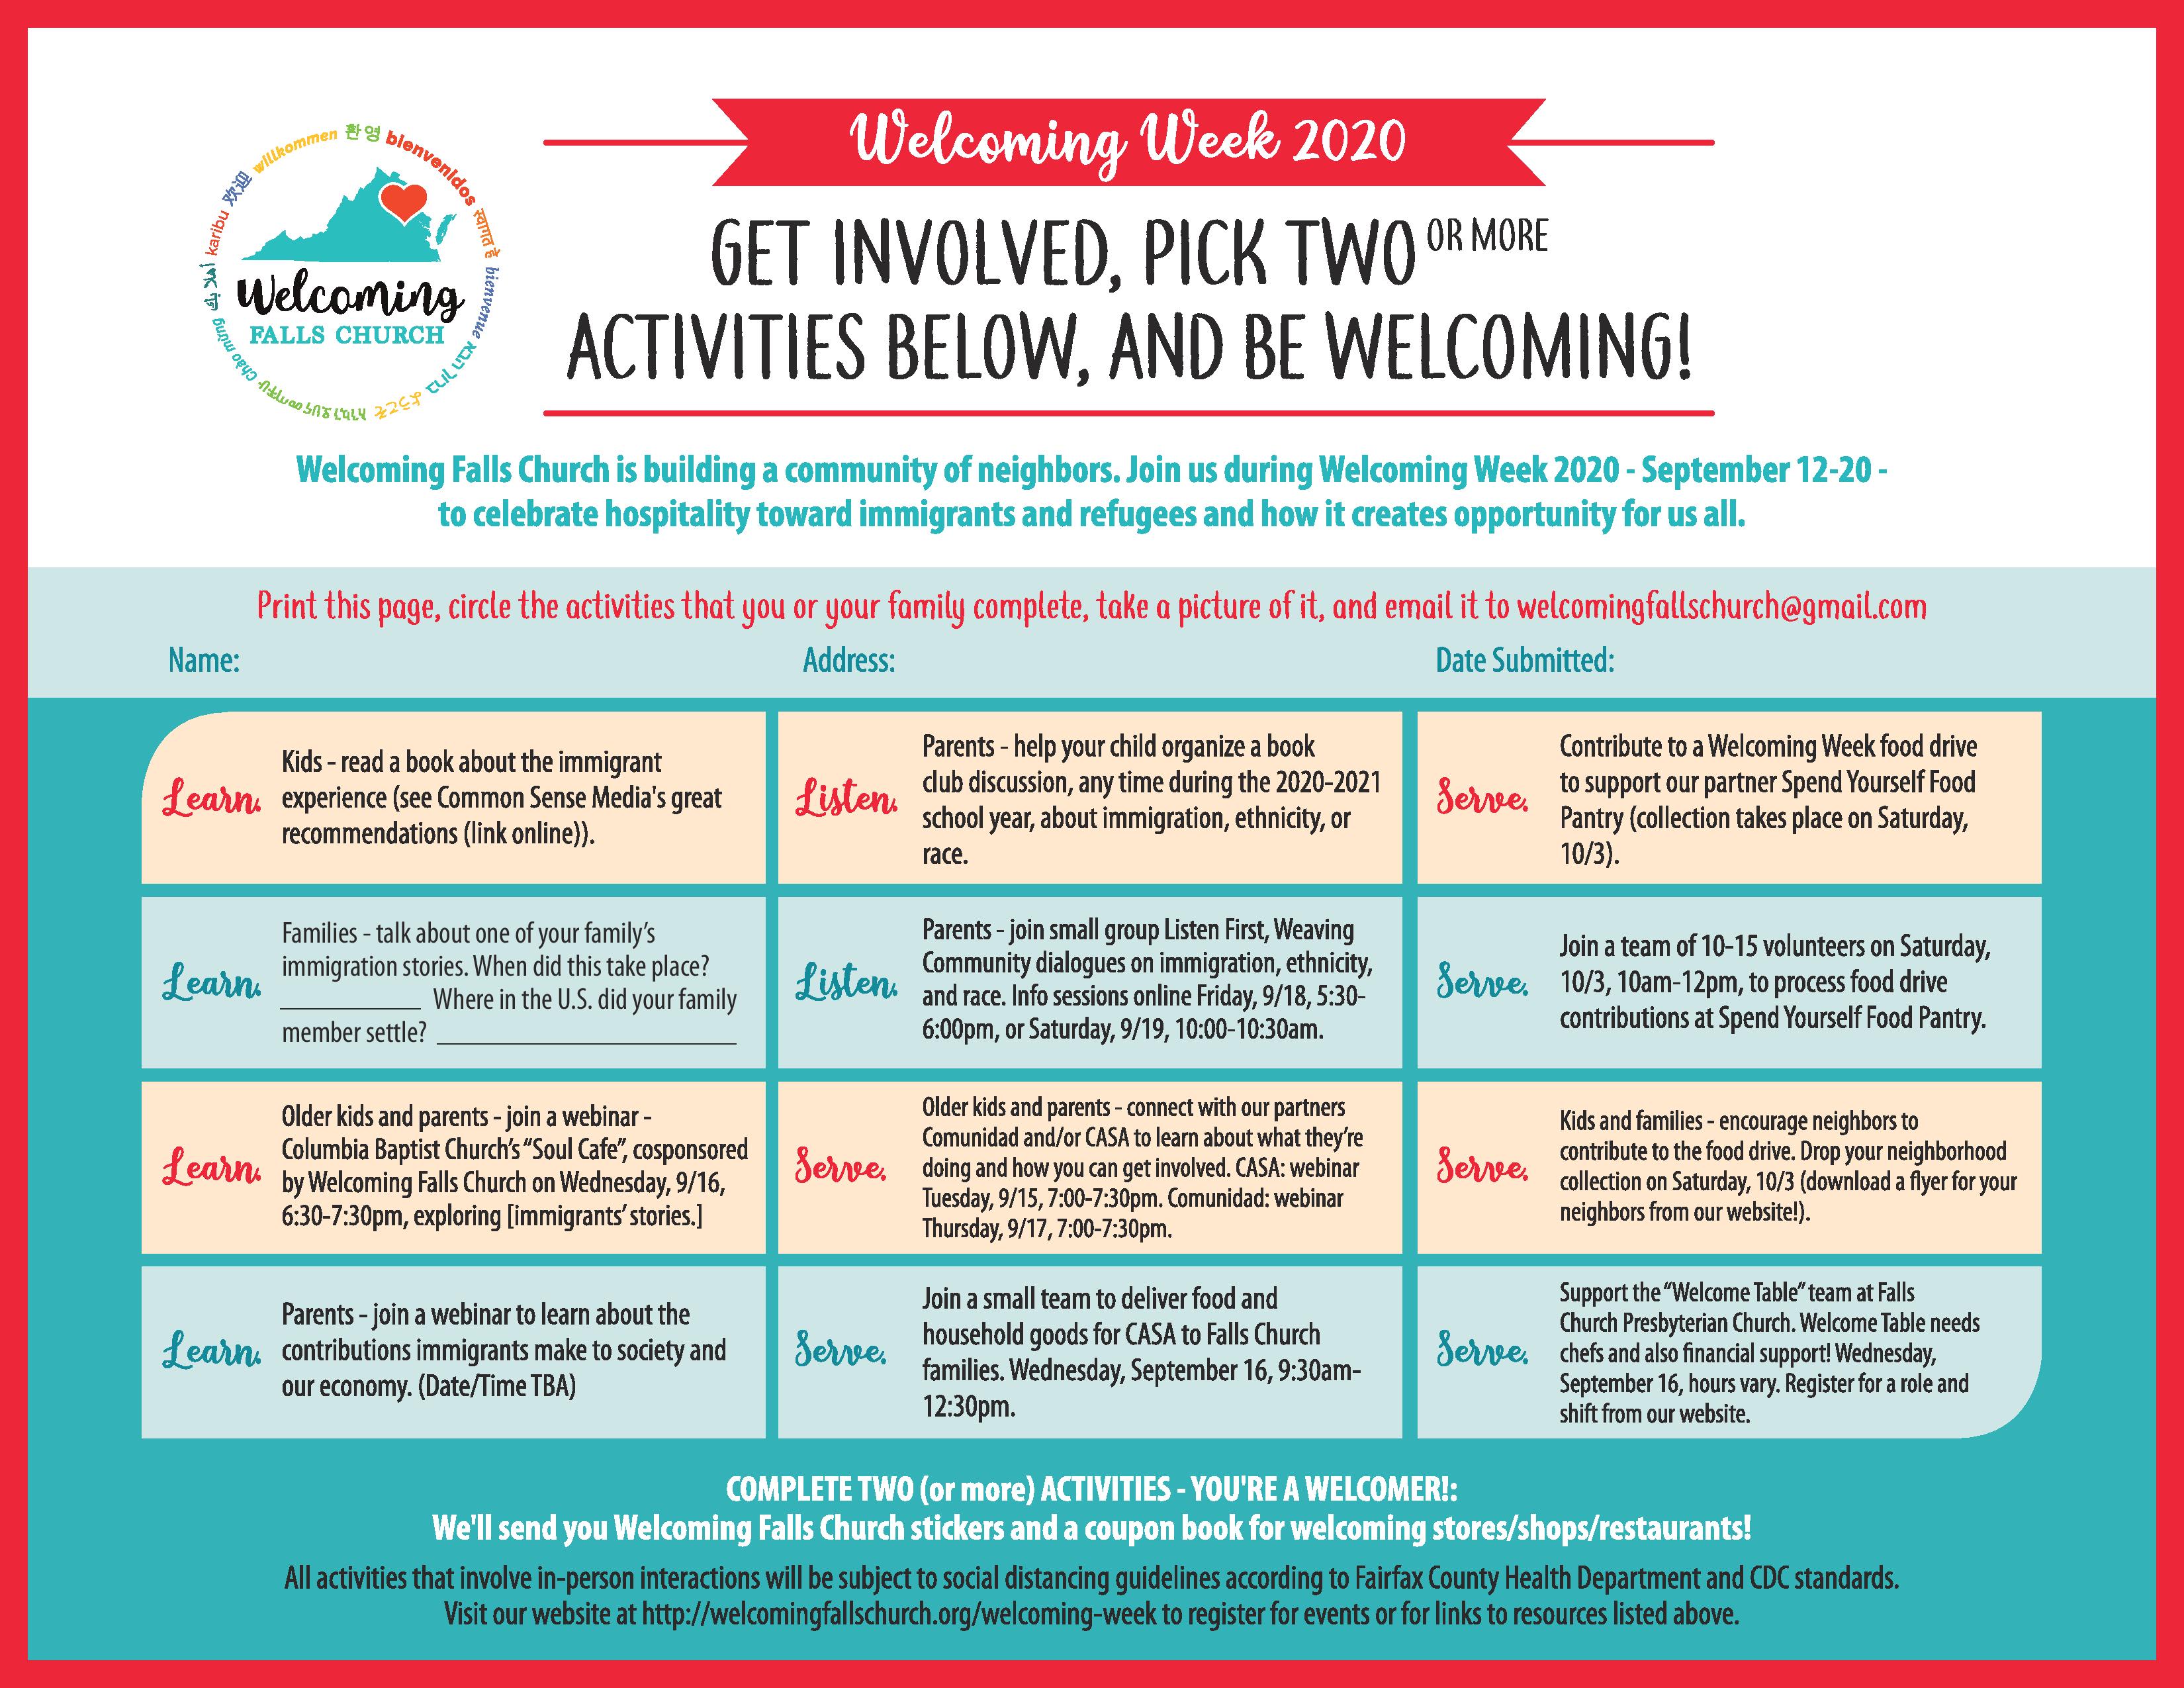 willkommen 환영 bienvenidos स्वागत है bienvenue ברוך הבא ようこそ Chào mừng karibu 欢迎
Welcoming
FALLS CHURCH
Welcoming Week 2020
GET INVOLVED, PICK TWO OR MORE
ACTIVITIES BELOW, AND BE WELCOMING!
Welcoming Falls Church is building a community of neighbors. Join us during Welcoming Week 2020 - September 12-20 -
to celebrate hospitality toward immigrants and refugees and how it creates opportunity for us all.
Print this page, circle the activities that you or your family complete, take a picture of it, and email it to welcomingfallschurch@gmail.com
Name:
Address:
Date Submitted:
Learn.
Kids - read a book about the immigrant
experience (see Common Sense Media's great
recommendations (link online)).
Listen.
Parents - help your child organize a book
club discussion, any time during the 2020-2021
school year, about immigration, ethnicity, or
race.
Serve.
Contribute to a Welcoming Week food drive
to support our partner Spend Yourself Food
Pantry (collection takes place on Saturday,
10/3).
Learn.
Families - talk about one of your family’s
immigration stories. When did this take place?
____________ Where in the U.S. did your family
member settle? _________________________
Listen.
Parents - join small group Listen First, Weaving
Community dialogues on immigration, ethnicity,
and race. Info sessions online Friday, 9/18, 5:30-
6:00pm, or Saturday, 9/19, 10:00-10:30am.
Serve.
Join a team of 10-15 volunteers on Saturday,
10/3, 10am-12pm, to process food drive
contributions at Spend Yourself Food Pantry.
Learn.
Older kids and parents - join a webinar -
Columbia Baptist Church’s “Soul Cafe”, cosponsored
by Welcoming Falls Church on Wednesday, 9/16,
6:30-7:30pm, exploring [immigrants’ stories.]
Serve.
Older kids and parents - connect with our partners
Comunidad and/or CASA to learn about what they’re
doing and how you can get involved. CASA: webinar
Tuesday, 9/15, 7:00-7:30pm. Comunidad: webinar
Thursday, 9/17, 7:00-7:30pm.
Serve.
Kids and families - encourage neighbors to
contribute to the food drive. Drop your neighborhood
collection on Saturday, 10/3 (download a flyer for your
neighbors from our website!).
Learn.
Parents - join a webinar to learn about the
contributions immigrants make to society and
our economy. (Date/Time TBA)
Serve.
Join a small team to deliver food and
household goods for CASA to Falls Church
families. Wednesday, September 16, 9:30am-
12:30pm.
Serve.
Support the “Welcome Table” team at Falls
Church Presbyterian Church. Welcome Table needs
chefs and also financial support! Wednesday,
September 16, hours vary. Register for a role and
shift from our website.
COMPLETE TWO (or more) ACTIVITIES - YOU'RE A WELCOMER!:
We'll send you Welcoming Falls Church stickers and a coupon book for welcoming stores/shops/restaurants!
All activities that involve in-person interactions will be subject to social distancing guidelines according to Fairfax County Health Department and CDC standards.
Visit our website at http://welcomingfallschurch.org/welcoming-week to register for events or for links to resources listed above.